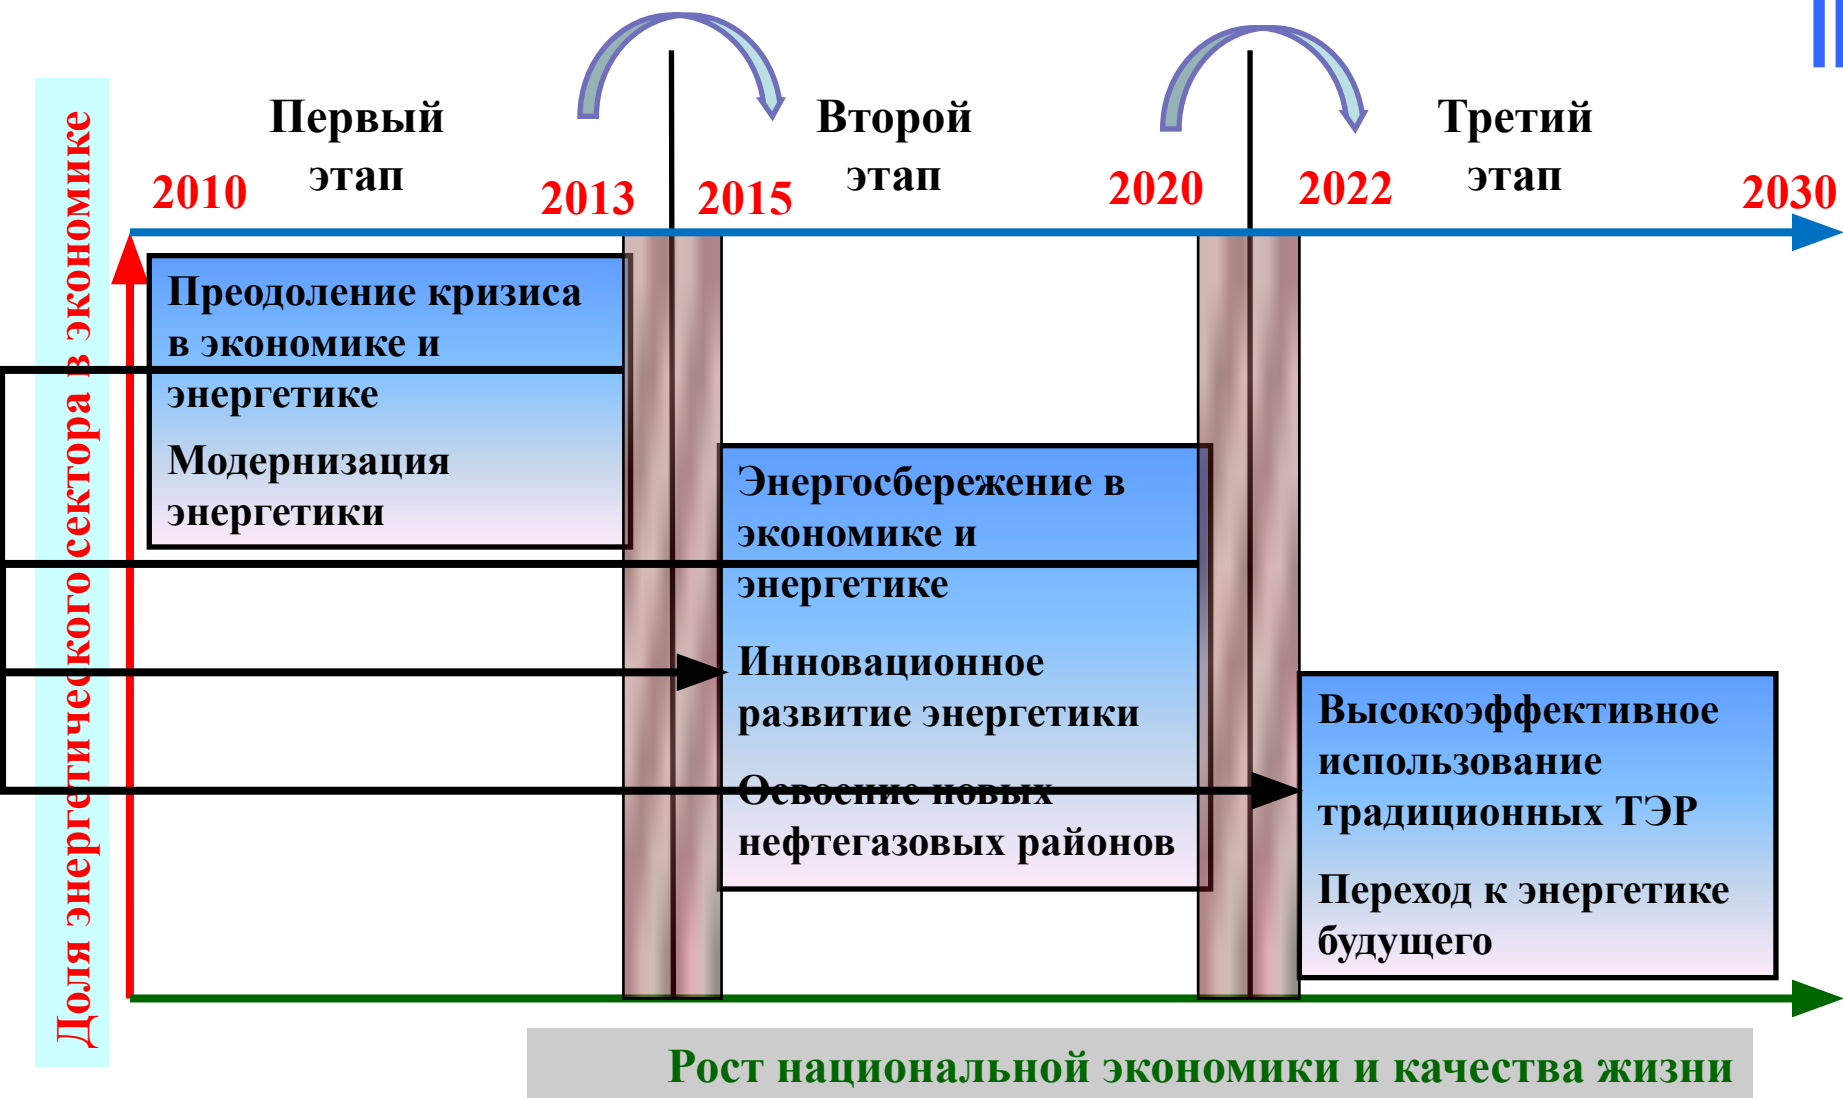 Первый
этап
Второй
этап
Третий
этап
2010
2013
2015
2020
2022
2030
Доля энергетического сектора в экономике
Преодоление кризиса
в экономике и
энергетике
Модернизация
энергетики
Энергосбережение в
экономике и
энергетике
Инновационное
развитие энергетики
Освоение новых
нефтегазовых районов
Высокоэффективное
использование
традиционных ТЭР
Переход к энергетике
будущего
Рост национальной экономики и качества жизни